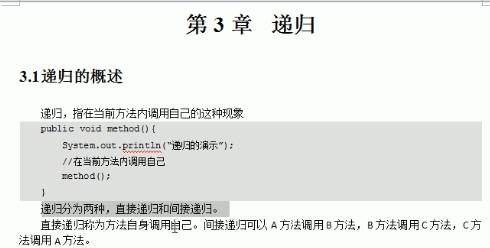 第 3 章 递归
3.1递归的概述
递归，指在当前方法内调用自己的这种现象
public void method(){
System.out.println("递归的演示");
//在当前方法内调用自己
method();
}
递归分为两种，直接递归和间接递归。
直接递归称为方法自身调用自己。间接递归可以 A 方法调用 B 方法，B 方法调用 C 方法，C 方
法调用 A 方法。